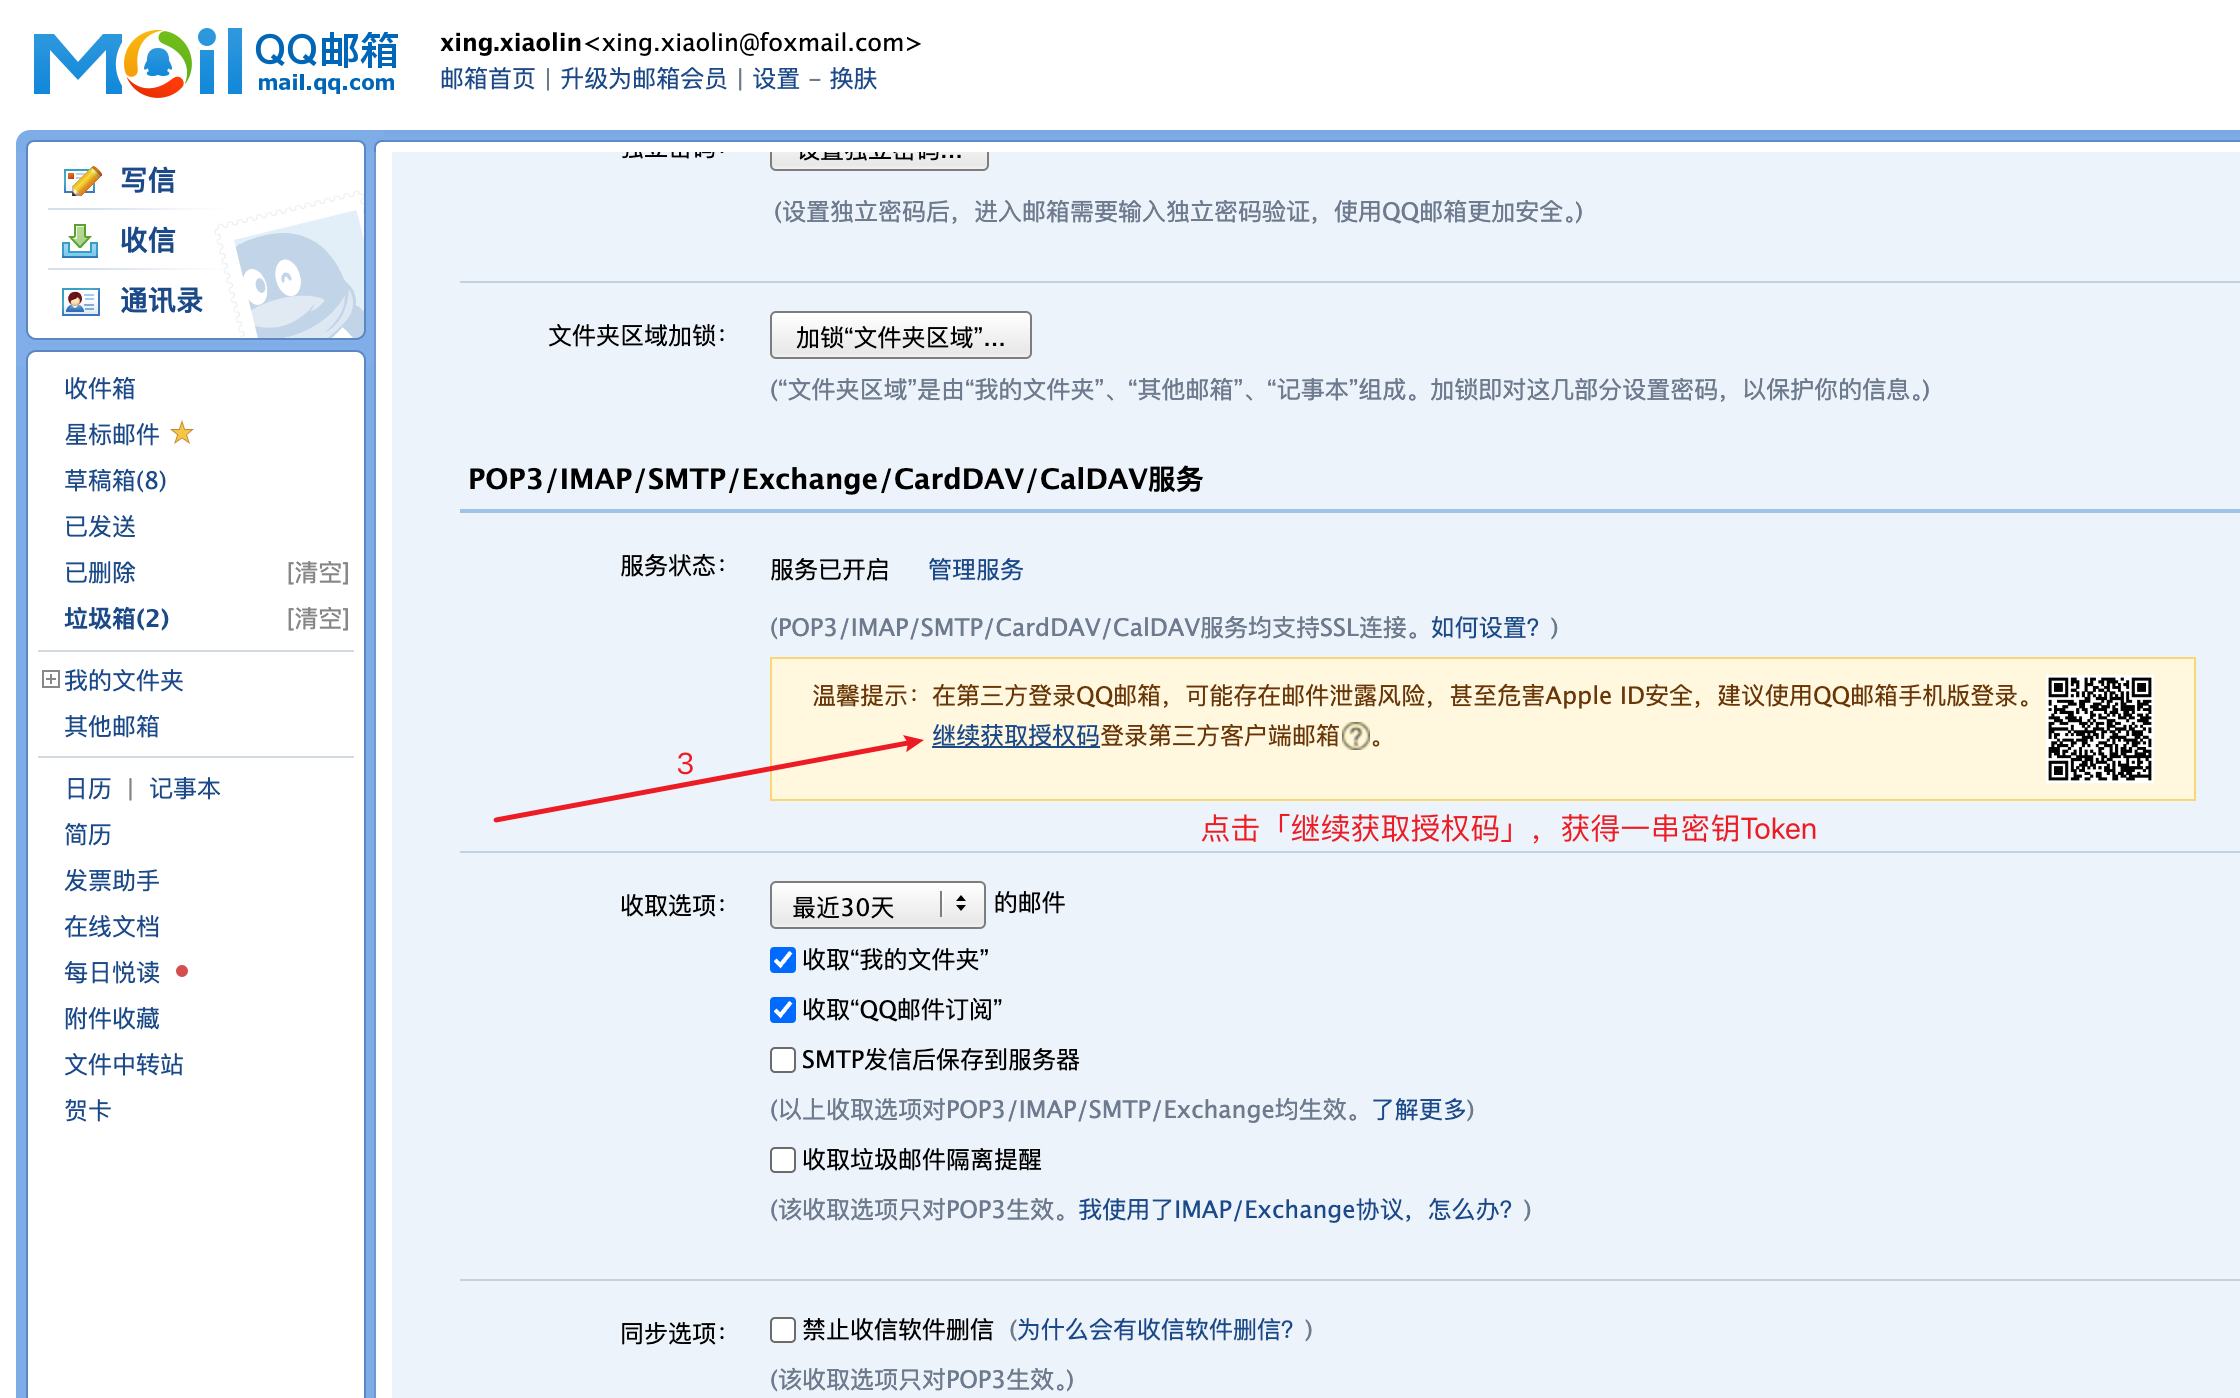 Mail QQ邮箱
mail.qq.com
xing.xiaolin<xing.xiaolin@foxmail.com>
邮箱首页 | 升级为邮箱会员 | 设置 - 换肤
写信
收信
通讯录
收件箱
星标邮件
草稿箱(8)
已发送
已删除 [清空]
垃圾箱(2) [清空]
我的文件夹
其他邮箱
日历 | 记事本
简历
发票助手
在线文档
每日悦读
附件收藏
文件中转站
贺卡
独立密码： 设置独立密码...
(设置独立密码后，进入邮箱需要输入独立密码验证，使用QQ邮箱更加安全。)
文件夹区域加锁： 加锁“文件夹区域”...
(“文件夹区域”是由“我的文件夹”、“其他邮箱”、“记事本”组成。加锁即对这几部分设置密码，以保护你的信息。)
POP3/IMAP/SMTP/Exchange/CardDAV/CalDAV服务
服务状态： 服务已开启 管理服务
(POP3/IMAP/SMTP/CardDAV/CalDAV服务均支持SSL连接。如何设置？)
温馨提示：在第三方登录QQ邮箱，可能存在邮件泄露风险，甚至危害Apple ID安全，建议使用QQ邮箱手机版登录。
继续获取授权码登录第三方客户端邮箱?。
3
点击「继续获取授权码」，获得一串密钥Token
收取选项： 最近30天 的邮件
收取“我的文件夹”
收取“QQ邮件订阅”
SMTP发信后保存到服务器
(以上收取选项对POP3/IMAP/SMTP/Exchange均生效。了解更多)
收取垃圾邮件隔离提醒
(该收取选项只对POP3生效。我使用了IMAP/Exchange协议，怎么办？)
同步选项： 禁止收信软件删信 (为什么会有收信软件删信？)
(该收取选项只对POP3生效。)